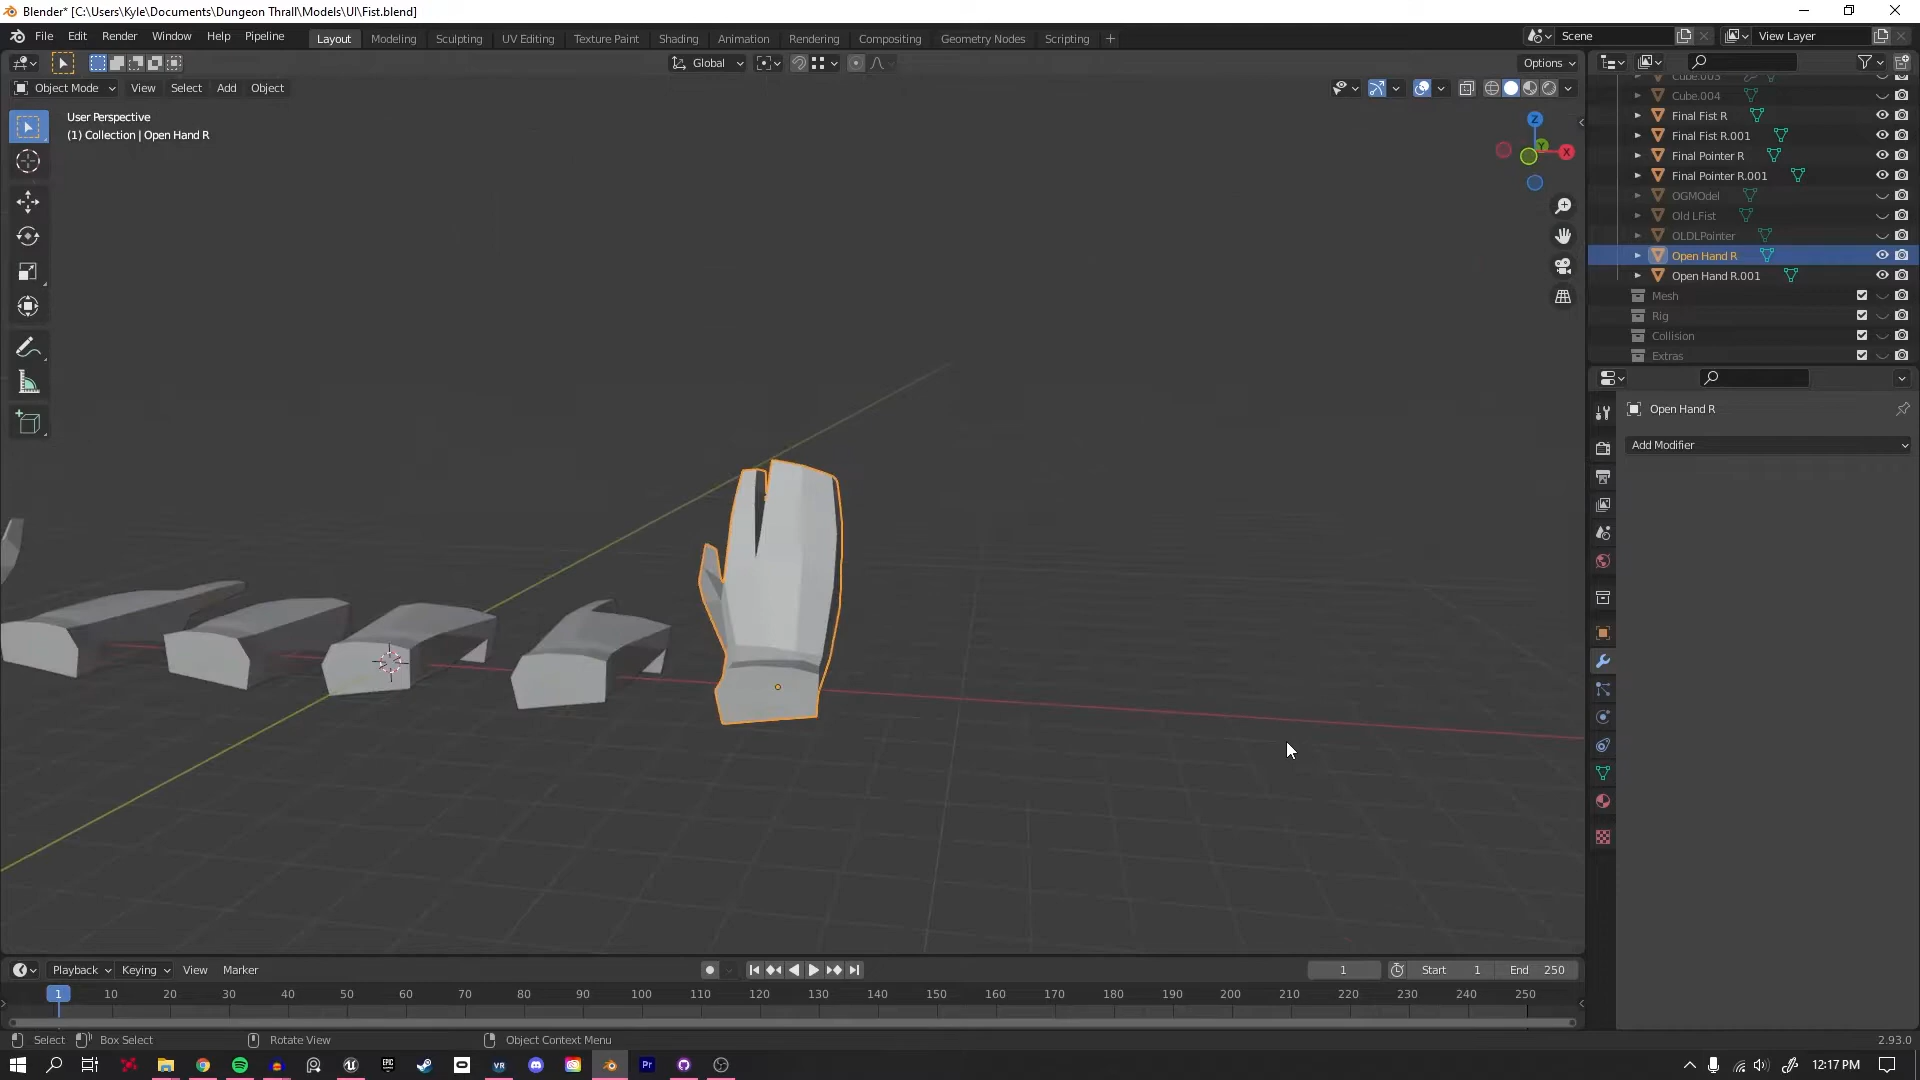 Blender* [C:\Users\Kyle\Documents\Dungeon Thrall\Models\UI\Fist.blend]
File Edit Render Window Help Pipeline
Layout Modeling Sculpting UV Editing Texture Paint Shading Animation Rendering Compositing Geometry Nodes Scripting
Scene
View Layer
Global
Options
Object Mode View Select Add Object
User Perspective
(1) Collection | Open Hand R
Z
Y
X
Cube.003
Cube.004
Final Fist R
Final Fist R.001
Final Pointer R
Final Pointer R.001
OGMOdel
Old LFist
OLDLPointer
Open Hand R
Open Hand R.001
Mesh
Rig
Collision
Extras
Open Hand R
Add Modifier
Playback Keying View Marker
1
Start 1 End 250
1 10 20 30 40 50 60 70 80 90 100 110 120 130 140 150 160 170 180 190 200 210 220 230 240 250
Select Box Select Rotate View Object Context Menu
2.93.0
EPIC
VR
Pr
12:17 PM